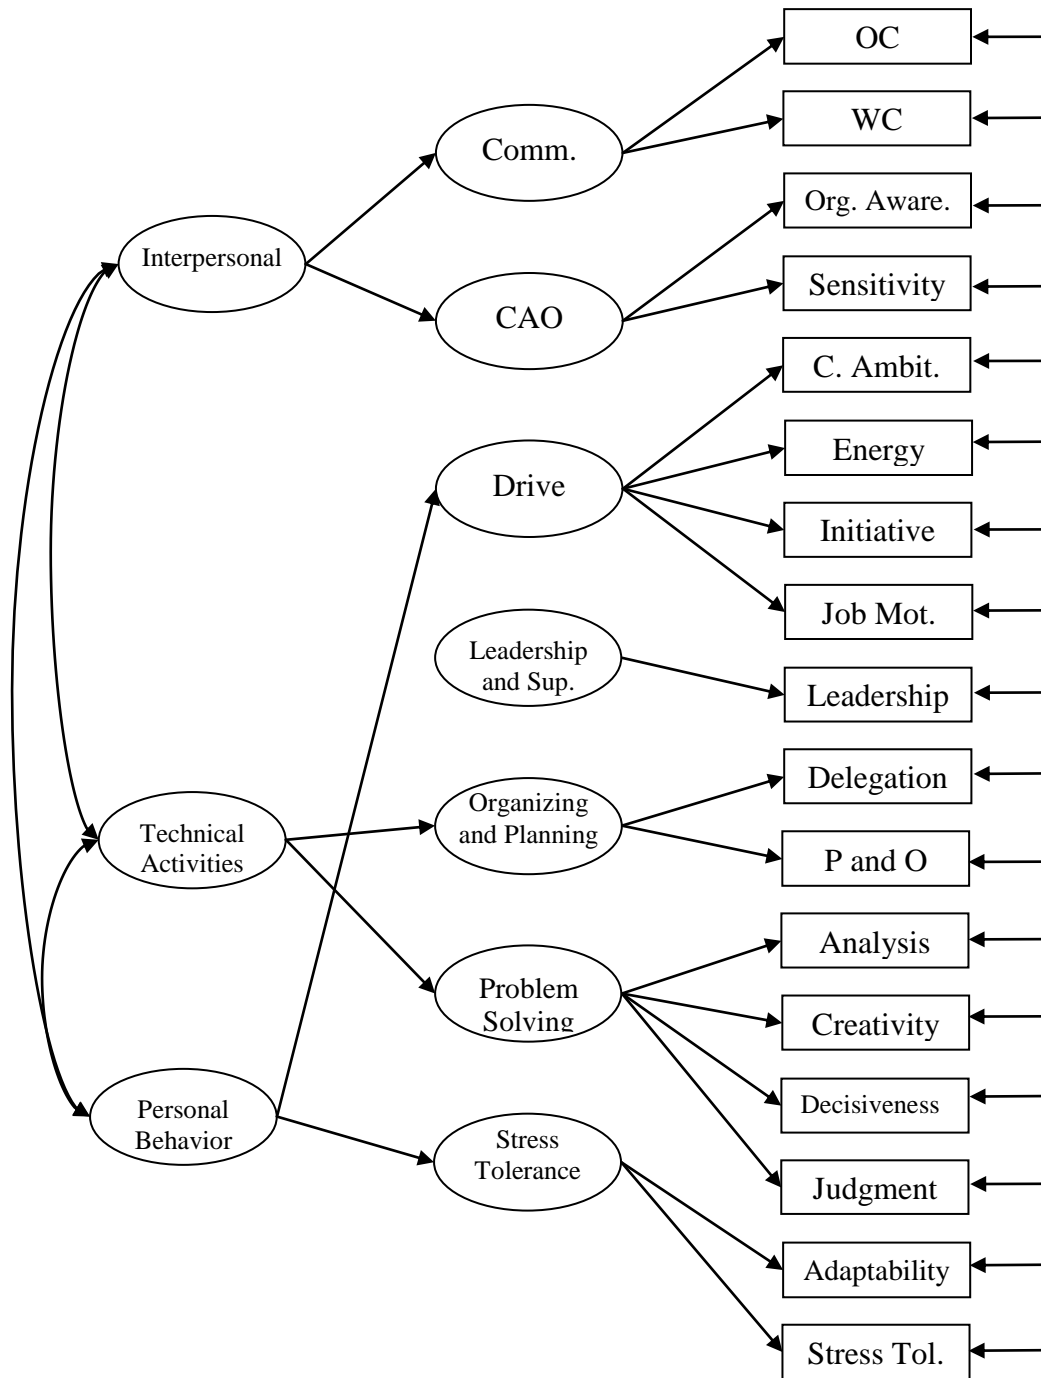 OC
WC
Comm.
Org. Aware.
Interpersonal
Sensitivity
CAO
C. Ambit.
Energy
Drive
Initiative
Job Mot.
Leadership
and Sup.
Leadership
Delegation
Organizing
and Planning
Technical
Activities
P and O
Analysis
Problem
Solving
Creativity
Decisiveness
Personal
Behavior
Stress
Tolerance
Judgment
Adaptability
Stress Tol.